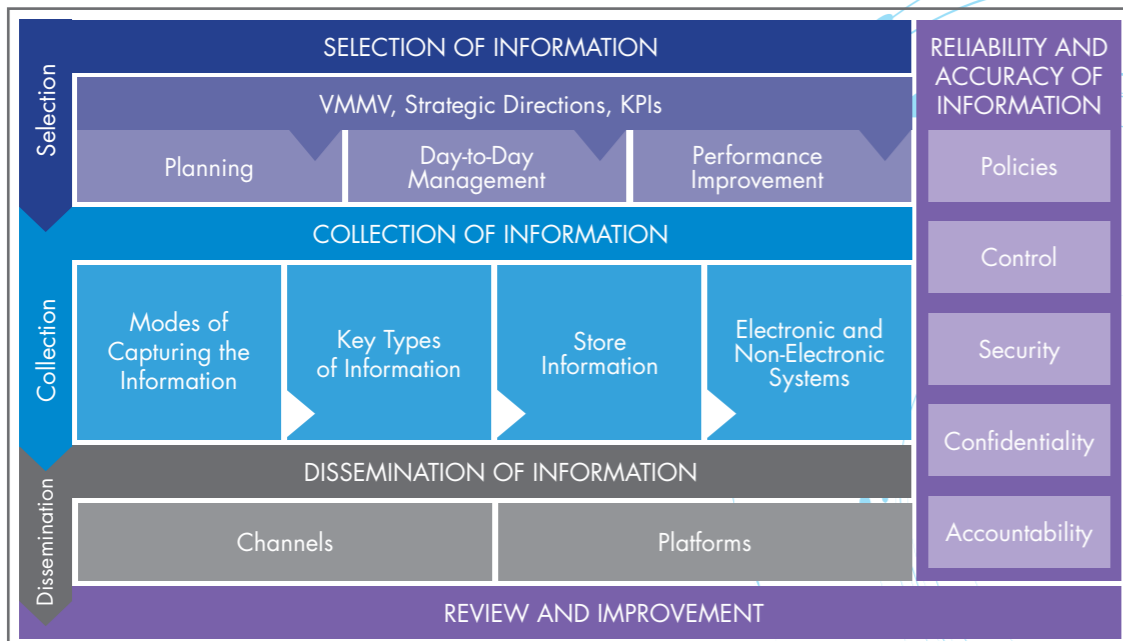 Selection
SELECTION OF INFORMATION
VMMV, Strategic Directions, KPIs
Planning
Day-to-Day
Management
Performance
Improvement
Collection
COLLECTION OF INFORMATION
Modes of
Capturing the
Information
Key Types
of Information
Store
Information
Electronic and
Non-Electronic
Systems
Dissemination
DISSEMINATION OF INFORMATION
Channels
Platforms
RELIABILITY AND
ACCURACY OF
INFORMATION
Policies
Control
Security
Confidentiality
Accountability
REVIEW AND IMPROVEMENT